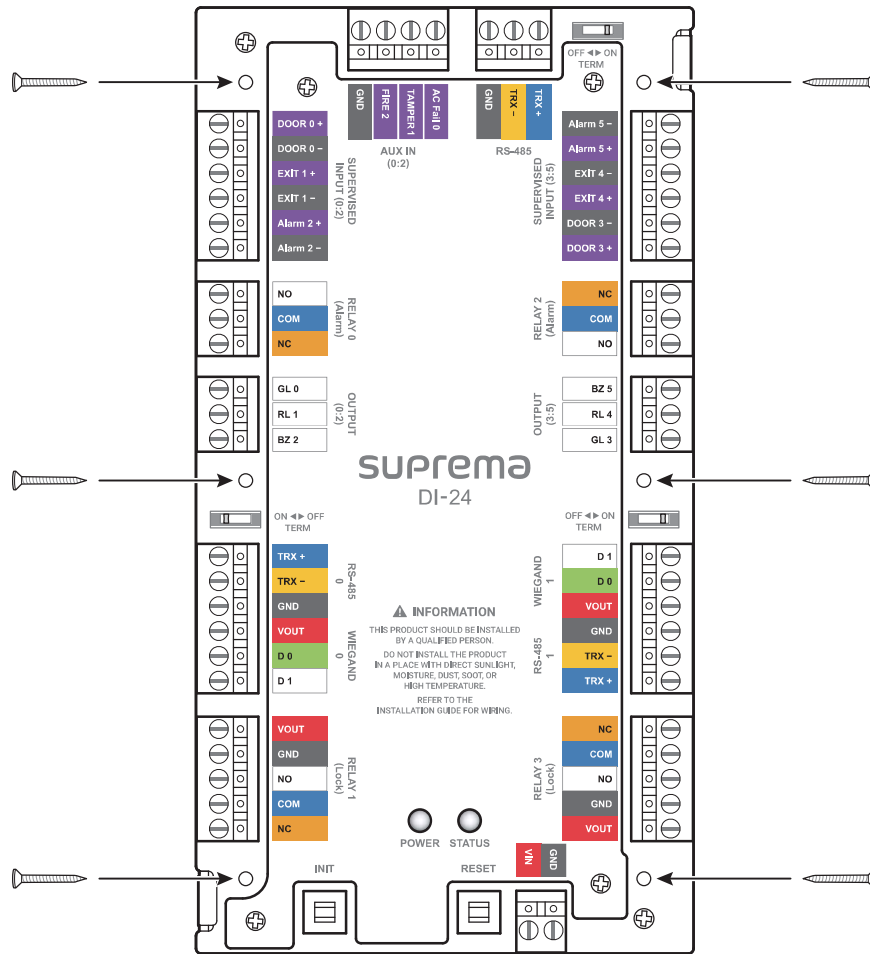 OFF ◄► ON
TERM
GND
FIRE 2
TAMPER 1
AC Fail 0
AUX IN
(0:2)
GND
TRX -
TRX +
RS-485
DOOR 0 +
DOOR 0 −
EXIT 1 +
EXIT 1 −
Alarm 2 +
Alarm 2 −
SUPERVISED
INPUT (0:2)
Alarm 5 −
Alarm 5 +
EXIT 4 −
EXIT 4 +
DOOR 3 −
DOOR 3 +
SUPERVISED
INPUT (3:5)
NO
COM
NC
RELAY 0
(Alarm)
NC
COM
NO
RELAY 2
(Alarm)
GL 0
RL 1
BZ 2
OUTPUT
(0:2)
BZ 5
RL 4
GL 3
OUTPUT
(3:5)
suprema
DI-24
ON ◄► OFF
TERM
OFF ◄► ON
TERM
TRX +
TRX −
GND
VOUT
D 0
D 1
RS-485
0
WIEGAND
0
D 1
D 0
VOUT
GND
TRX −
TRX +
WIEGAND
1
RS-485
1
INFORMATION
THIS PRODUCT SHOULD BE INSTALLED
BY A QUALIFIED PERSON.
DO NOT INSTALL THE PRODUCT
IN A PLACE WITH DIRECT SUNLIGHT,
MOISTURE, DUST, SOOT, OR
HIGH TEMPERATURE.
REFER TO THE
INSTALLATION GUIDE FOR WIRING.
VOUT
GND
NO
COM
NC
RELAY 1
(Lock)
NC
COM
NO
GND
VOUT
RELAY 3
(Lock)
POWER
STATUS
VIN
GND
INIT
RESET